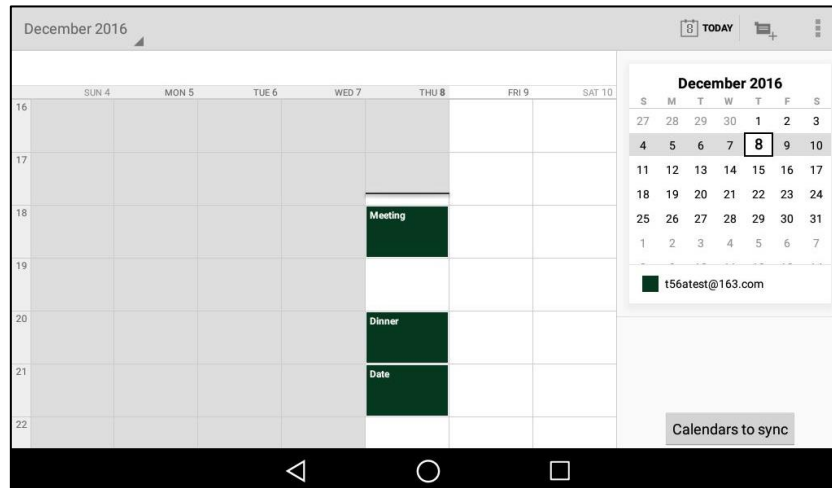 December 2016
8 TODAY
SUN 4 MON 5 TUE 6 WED 7 THU 8 FRI 9 SAT 10
16
17
18
Meeting
19
20
Dinner
21
Date
22
December 2016
S M T W T F S
27 28 29 30 1 2 3
4 5 6 7 8 9 10
11 12 13 14 15 16 17
18 19 20 21 22 23 24
25 26 27 28 29 30 31
1 2 3 4 5 6 7
t56atest@163.com
Calendars to sync